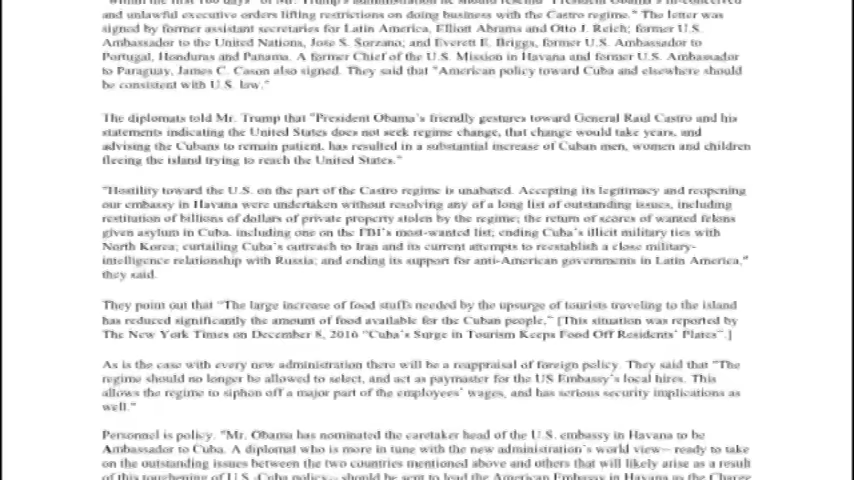 "Within the first 100 days" of Mr. Trump's administration he should rescind "President Obama's ill-conceived
and unlawful executive orders lifting restrictions on doing business with the Castro regime." The letter was
signed by former assistant secretaries for Latin America, Elliott Abrams and Otto J. Reich; former U.S.
Ambassador to the United Nations, Jose S. Sorzano; and Everett E. Briggs, former U.S. Ambassador to
Portugal, Honduras and Panama. A former Chief of the U.S. Mission in Havana and former U.S. Ambassador
to Paraguay, James C. Cason also signed. They said that "American policy toward Cuba and elsewhere should
be consistent with U.S. law."
The diplomats told Mr. Trump that "President Obama's friendly gestures toward General Raul Castro and his
statements indicating the United States does not seek regime change, that change would take years, and
advising the Cubans to remain patient, has resulted in a substantial increase of Cuban men, women and children
fleeing the island trying to reach the United States."
"Hostility toward the U.S. on the part of the Castro regime is unabated. Accepting its legitimacy and reopening
our embassy in Havana were undertaken without resolving any of a long list of outstanding issues, including
restitution of billions of dollars of private property stolen by the regime; the return of scores of wanted felons
given asylum in Cuba, including one on the FBI's most-wanted list; ending Cuba's illicit military ties with
North Korea; curtailing Cuba's outreach to Iran and its current attempts to reestablish a close military-
intelligence relationship with Russia; and ending its support for anti-American governments in Latin America,"
they said.
They point out that "The large increase of food stuffs needed by the upsurge of tourists traveling to the island
has reduced significantly the amount of food available for the Cuban people," [This situation was reported by
The New York Times on December 8, 2016 "Cuba's Surge in Tourism Keeps Food Off Residents' Plates".]
As is the case with every new administration there will be a reappraisal of foreign policy. They said that "The
regime should no longer be allowed to select, and act as paymaster for the US Embassy's local hires. This
allows the regime to siphon off a major part of the employees' wages, and has serious security implications as
well."
Personnel is policy. "Mr. Obama has nominated the caretaker head of the U.S. embassy in Havana to be
Ambassador to Cuba. A diplomat who is more in tune with the new administration's world view-- ready to take
on the outstanding issues between the two countries mentioned above and others that will likely arise as a result
of this toughening of U.S.-Cuba policy-- should be sent to lead the American Embassy in Havana as the Charge